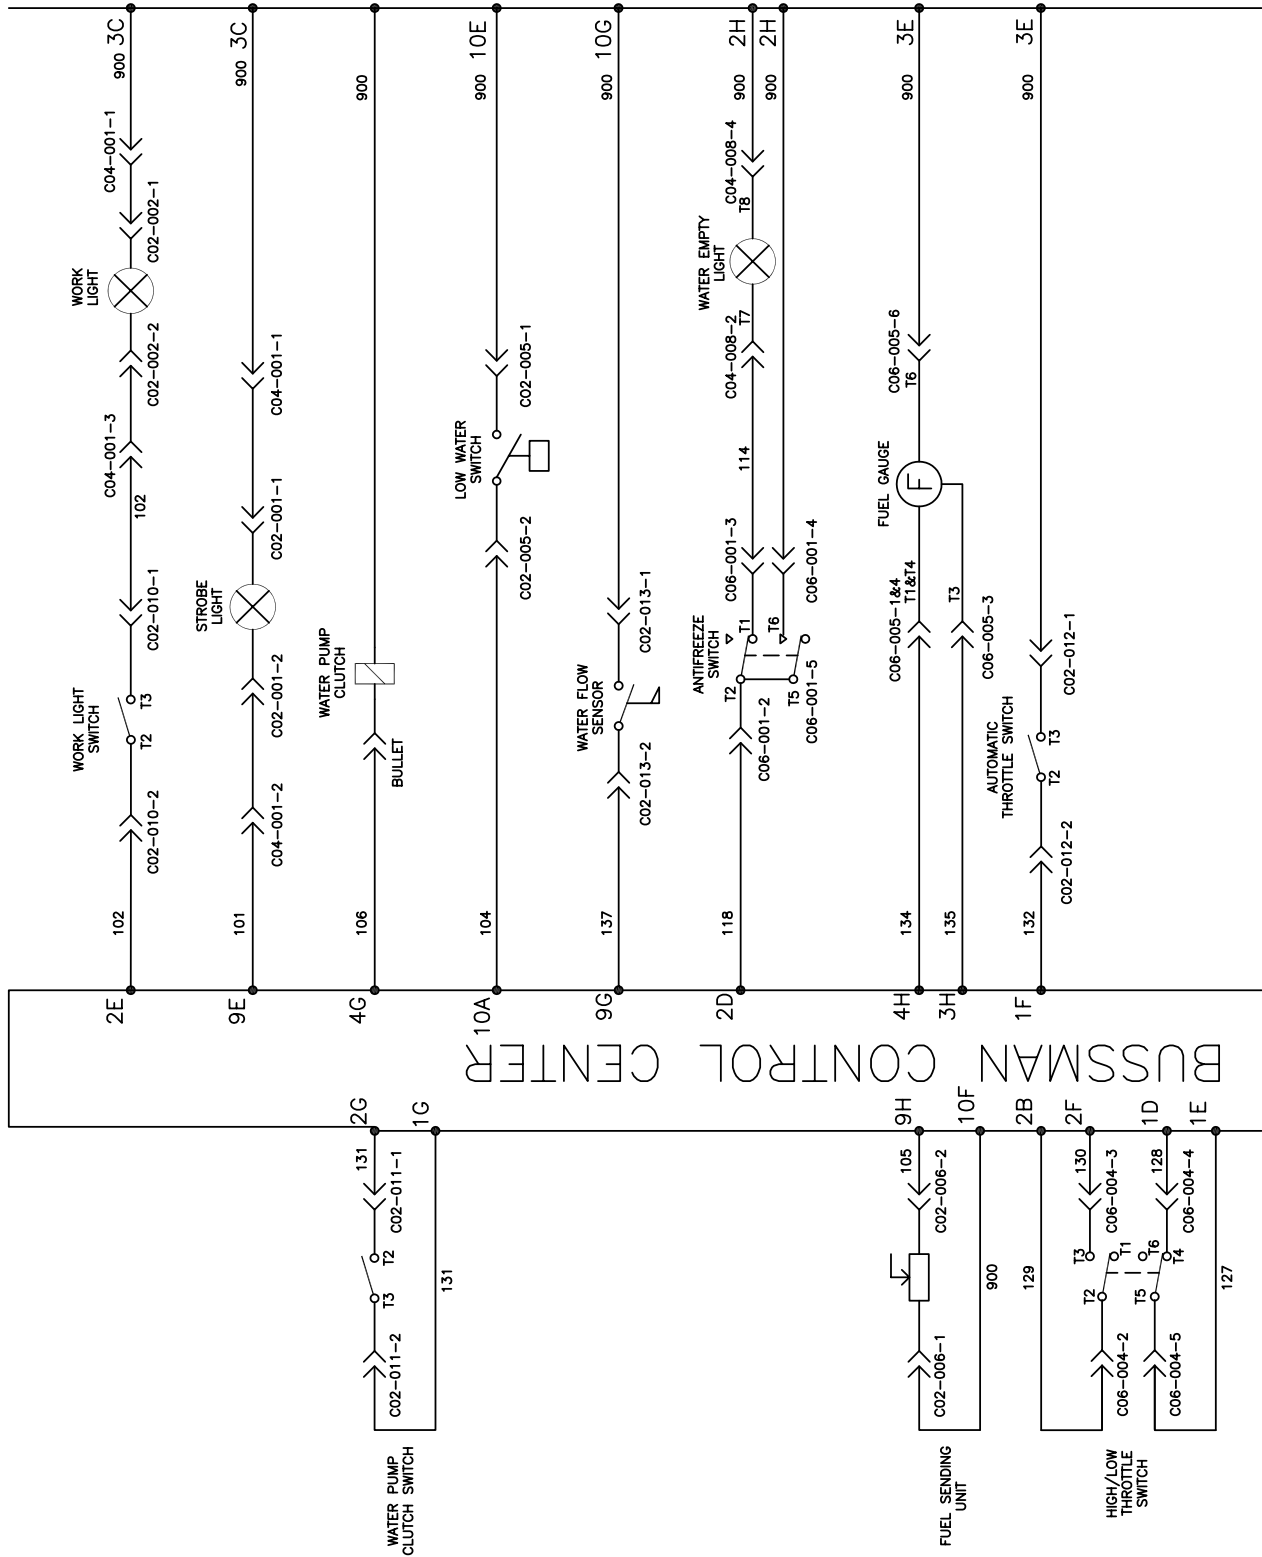 WORK LIGHT
SWITCH
102
C02-010-2
T2
T3
C02-010-1
102
C04-001-3
C02-002-2
WORK
LIGHT
C02-002-1
C04-001-1
900
3C
2E
STROBE
LIGHT
101
C04-001-2
C02-001-2
C02-001-1
C04-001-1
900
3C
9E
WATER PUMP
CLUTCH
106
BULLET
900
4G
LOW WATER
SWITCH
104
C02-005-2
C02-005-1
900
10E
10A
WATER FLOW
SENSOR
137
C02-013-2
C02-013-1
900
10G
9G
ANTIFREEZE
SWITCH
118
C06-001-2
T2
T1
T5
T6
C06-001-5
C06-001-3
C06-001-4
114
C04-008-2
T7
WATER EMPTY
LIGHT
T8
C04-008-4
900
2H
900
2H
2D
FUEL GAUGE
F
134
C06-005-1&4
T1&T4
135
T3
C06-005-3
C06-005-6
T6
900
3E
4H
3H
AUTOMATIC
THROTTLE SWITCH
132
C02-012-2
T2
T3
C02-012-1
900
3E
1F
BUSSMAN CONTROL CENTER
WATER PUMP
CLUTCH SWITCH
C02-011-2
T3
T2
C02-011-1
131
2G
131
1G
FUEL SENDING
UNIT
C02-006-1
C02-006-2
105
9H
900
10F
HIGH/LOW
THROTTLE
SWITCH
129
2B
C06-004-2
T2
T3
T1
C06-004-3
130
2F
C06-004-5
T5
T6
T4
C06-004-4
128
1D
127
1E